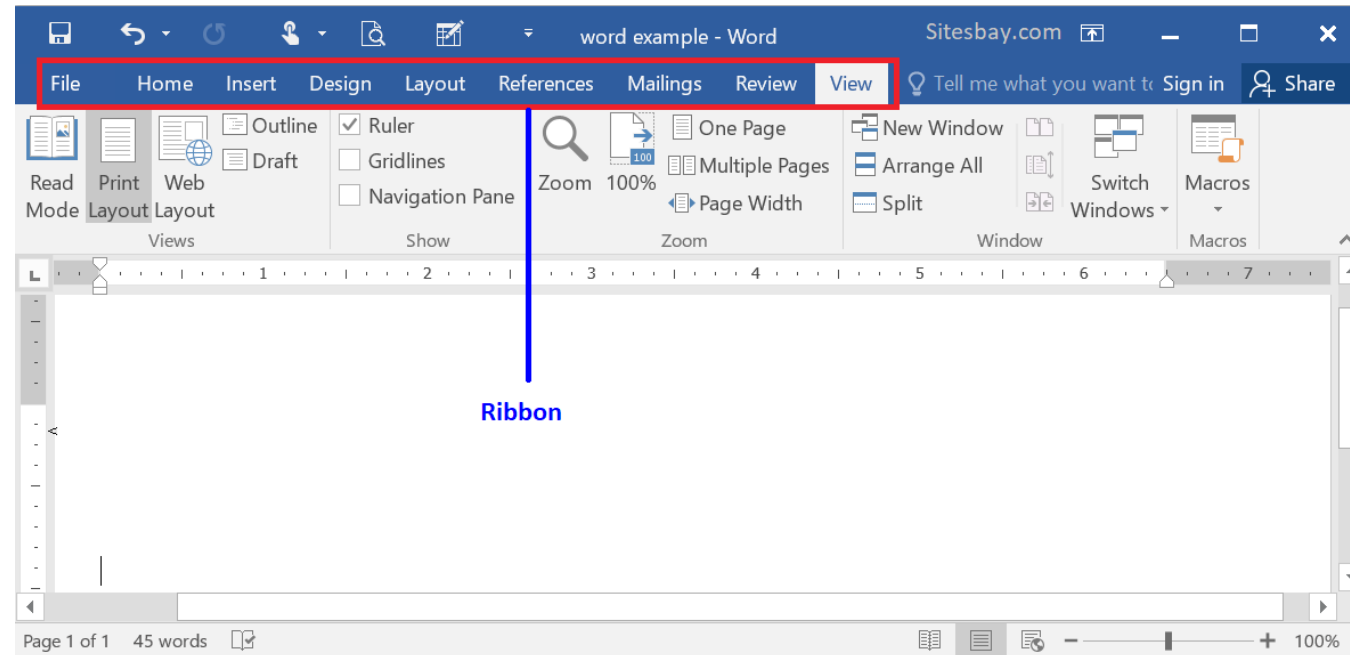 word example - Word Sitesbay.com
File Home Insert Design Layout References Mailings Review View Tell me what you want to Sign in Share
Outline Ruler One Page New Window
Draft Gridlines 100 Multiple Pages Arrange All
Read Print Web Navigation Pane Zoom 100% Page Width Split Switch Macros
Mode Layout Layout Windows
Views Show Zoom Window Macros
L 1 2 3 4 5 6 7
Ribbon
Page 1 of 1 45 words 100%